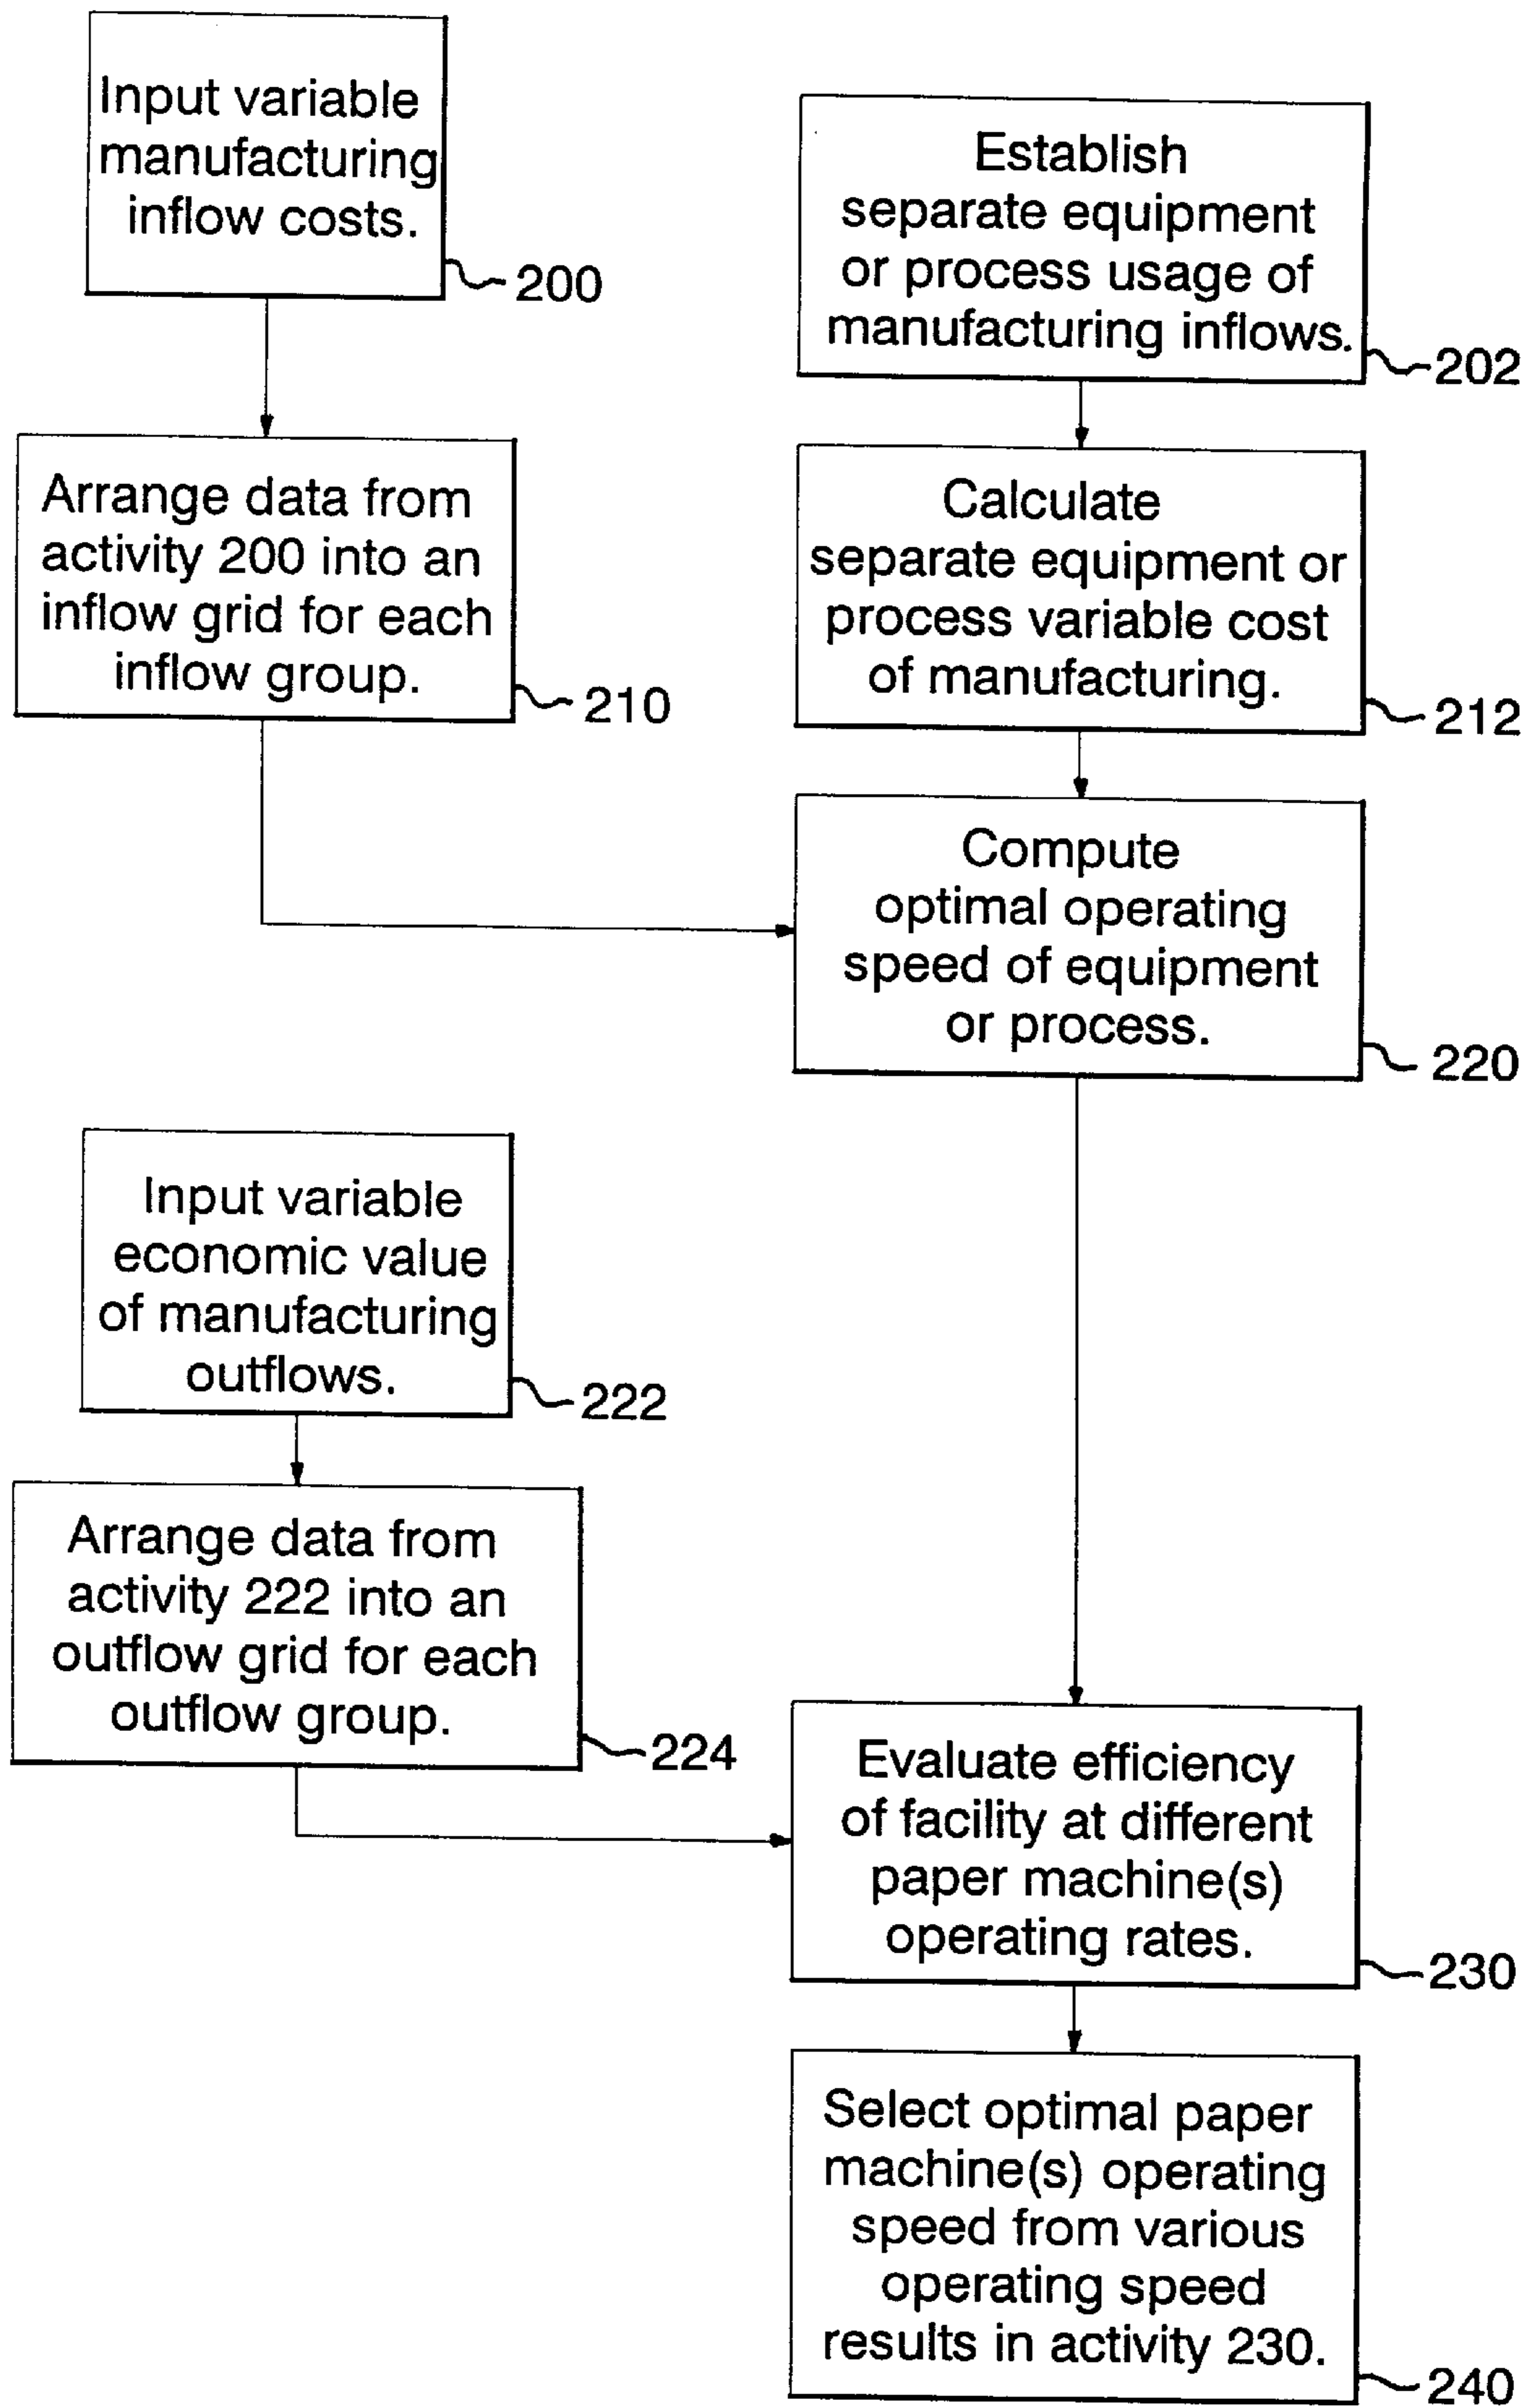 Input variable
manufacturing
inflow costs.
200
Establish
separate equipment
or process usage of
manufacturing inflows.
202
Arrange data from
activity 200 into an
inflow grid for each
inflow group.
210
Calculate
separate equipment or
process variable cost
of manufacturing.
212
Compute
optimal operating
speed of equipment
or process.
220
Input variable
economic value
of manufacturing
outflows.
222
Arrange data from
activity 222 into an
outflow grid for each
outflow group.
224
Evaluate efficiency
of facility at different
paper machine(s)
operating rates.
230
Select optimal paper
machine(s) operating
speed from various
operating speed
results in activity 230.
240